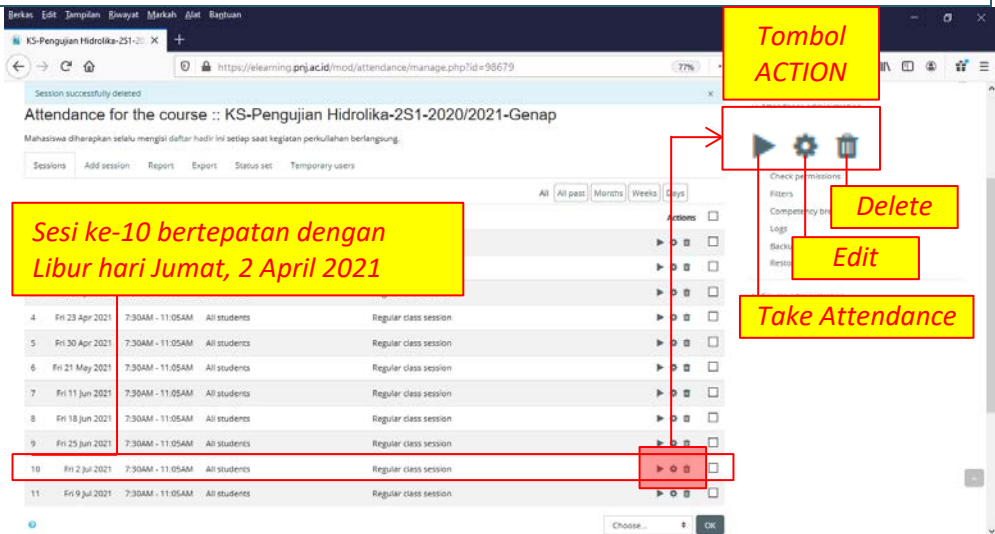 Berkas Edit Tampilan Riwayat Markah Alat Bantuan
KS-Pengujian Hidrolika-2S1-20
https://elearning.pnj.ac.id/mod/attendance/manage.php?id=98679
77%
Tombol
ACTION
Session successfully deleted
Attendance for the course :: KS-Pengujian Hidrolika-2S1-2020/2021-Genap
Mahasiswa diharapkan selalu mengisi daftar hadir ini setiap saat kegiatan perkuliahan berlangsung.
Sessions Add session Report Export Status set Temporary users
All All past Months Weeks Days
Actions
Check permissions
Filters
Competency
Logs
Sesi ke-10 bertepatan dengan
Libur hari Jumat, 2 April 2021
Delete
Edit
Take Attendance
4 Fri 23 Apr 2021 7:30AM - 11:05AM All students Regular class session
5 Fri 30 Apr 2021 7:30AM - 11:05AM All students Regular class session
6 Fri 21 May 2021 7:30AM - 11:05AM All students Regular class session
7 Fri 11 Jun 2021 7:30AM - 11:05AM All students Regular class session
8 Fri 18 Jun 2021 7:30AM - 11:05AM All students Regular class session
9 Fri 25 Jun 2021 7:30AM - 11:05AM All students Regular class session
10 Fri 2 Jul 2021 7:30AM - 11:05AM All students Regular class session
11 Fri 9 Jul 2021 7:30AM - 11:05AM All students Regular class session
Choose... OK